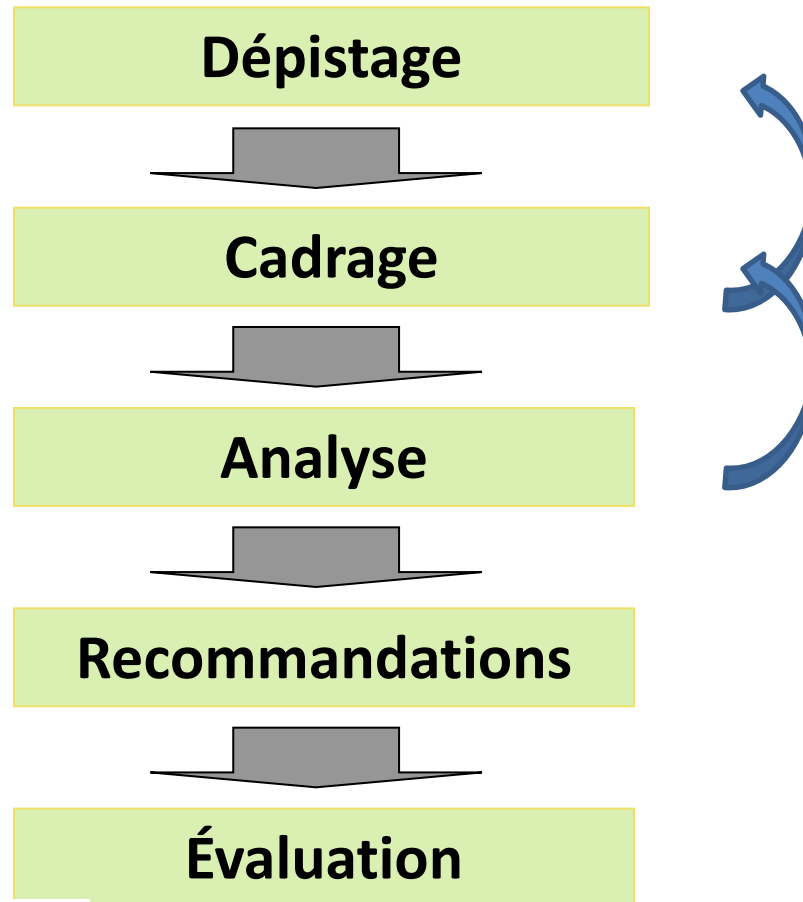 Dépistage
Cadrage
Analyse
Recommandations
Évaluation